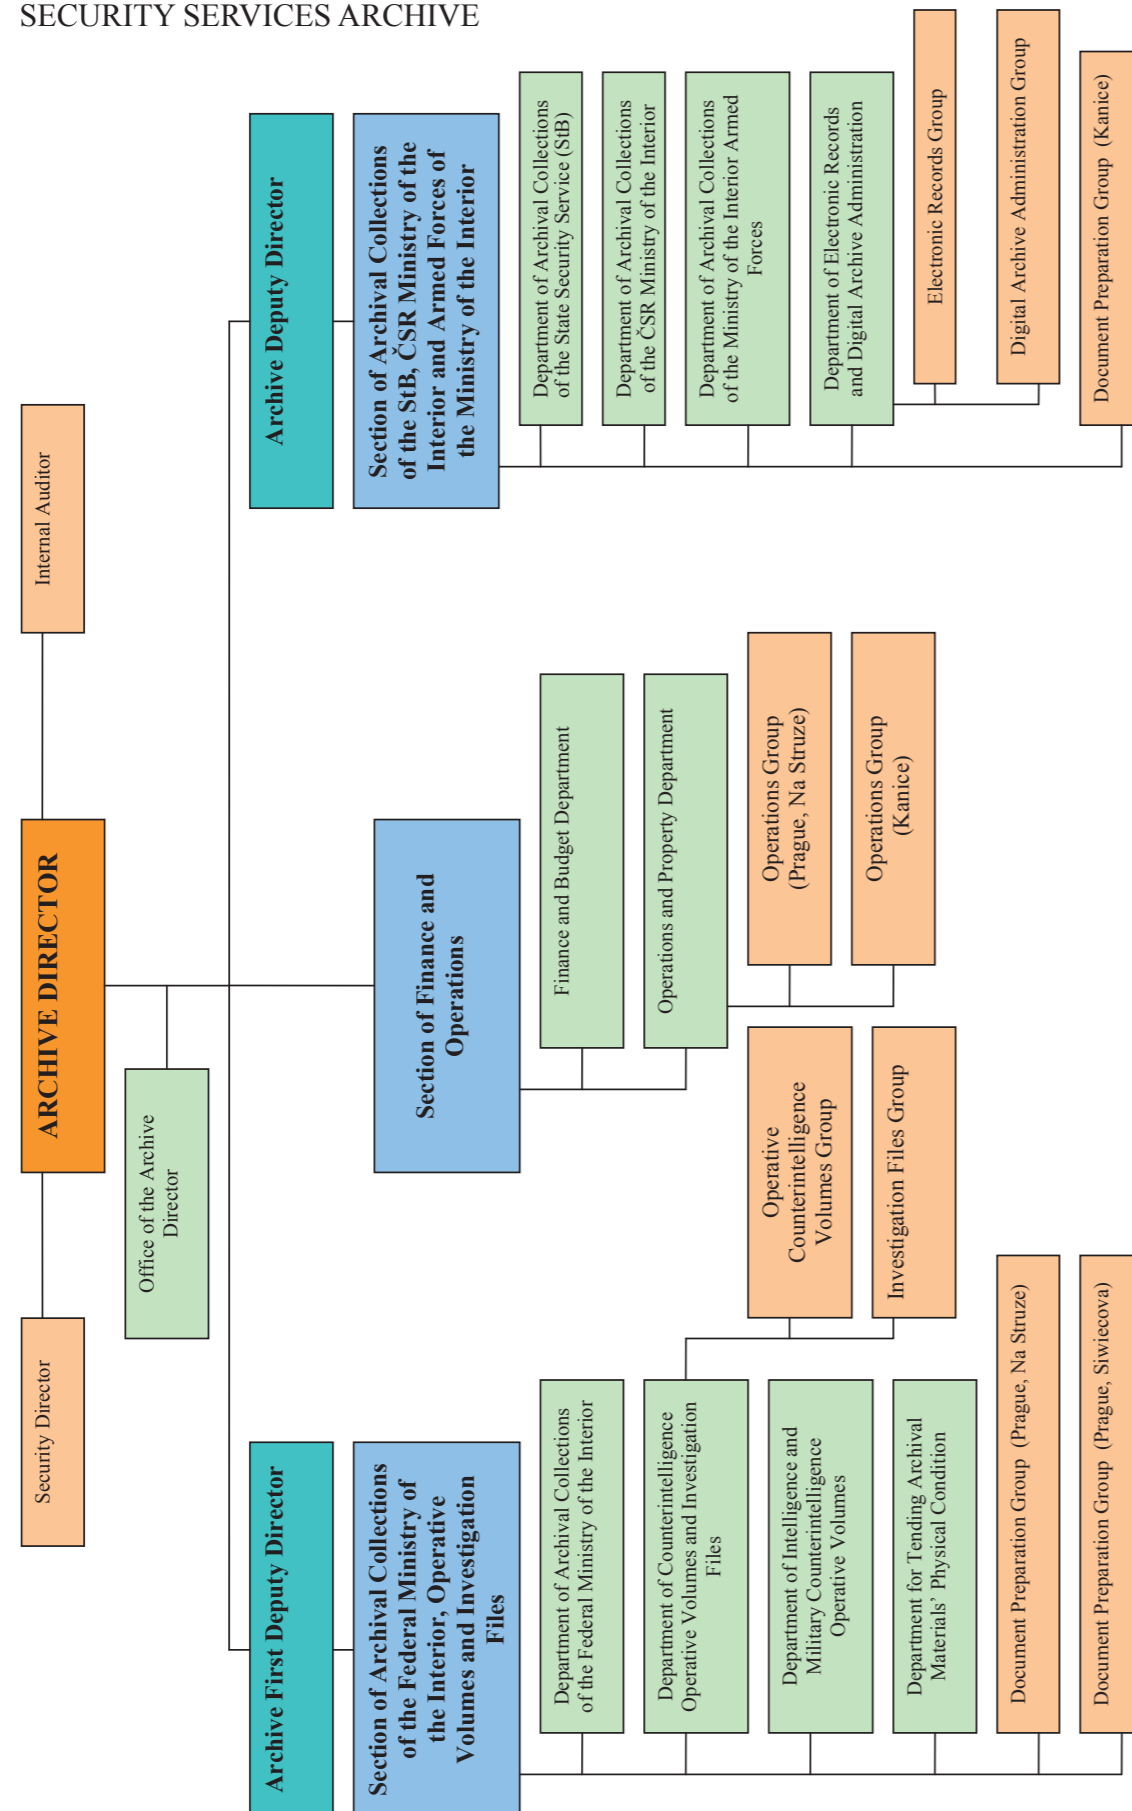 SECURITY SERVICES ARCHIVE
ARCHIVE DIRECTOR
Security Director
Internal Auditor
Office of the Archive
Director
Archive First Deputy Director
Section of Archival Collections
of the Federal Ministry of
the Interior, Operative
Volumes and Investigation
Files
Department of Archival Collections
of the Federal Ministry of the Interior
Department of Counterintelligence
Operative Volumes and Investigation
Files
Operative
Counterintelligence
Volumes Group
Investigation Files Group
Department of Intelligence and
Military Counterintelligence
Operative Volumes
Department for Tending Archival
Materials’ Physical Condition
Document Preparation Group (Prague, Na Struze)
Document Preparation Group (Prague, Siwiecova)
Section of Finance and
Operations
Finance and Budget Department
Operations and Property Department
Operations Group
(Prague, Na Struze)
Operations Group
(Kanice)
Archive Deputy Director
Section of Archival Collections
of the StB, ČSR Ministry of the
Interior and Armed Forces of
the Ministry of the Interior
Department of Archival Collections
of the State Security Service (StB)
Department of Archival Collections
of the ČSR Ministry of the Interior
Department of Archival Collections
of the Ministry of the Interior Armed
Forces
Department of Electronic Records
and Digital Archive Administration
Electronic Records Group
Digital Archive Administration Group
Document Preparation Group (Kanice)